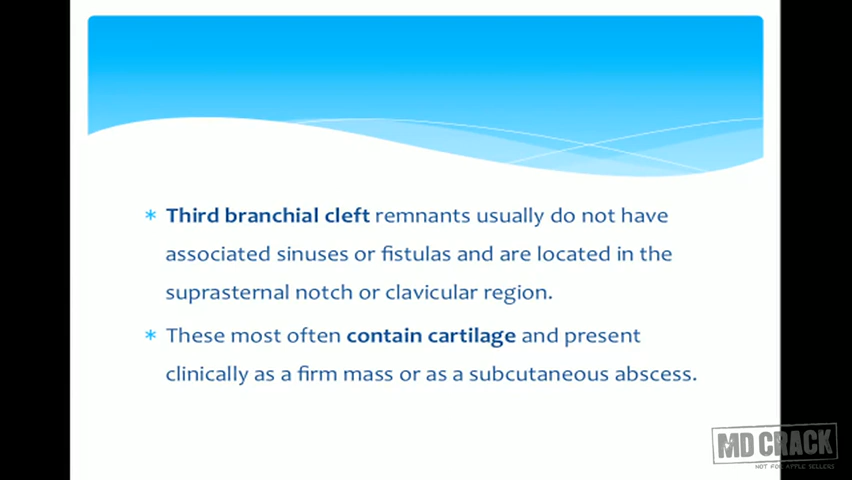 * Third branchial cleft remnants usually do not have
associated sinuses or fistulas and are located in the
suprasternal notch or clavicular region.
* These most often contain cartilage and present
clinically as a firm mass or as a subcutaneous abscess.
MD CRACK
NOT FOR APPLE SELLERS